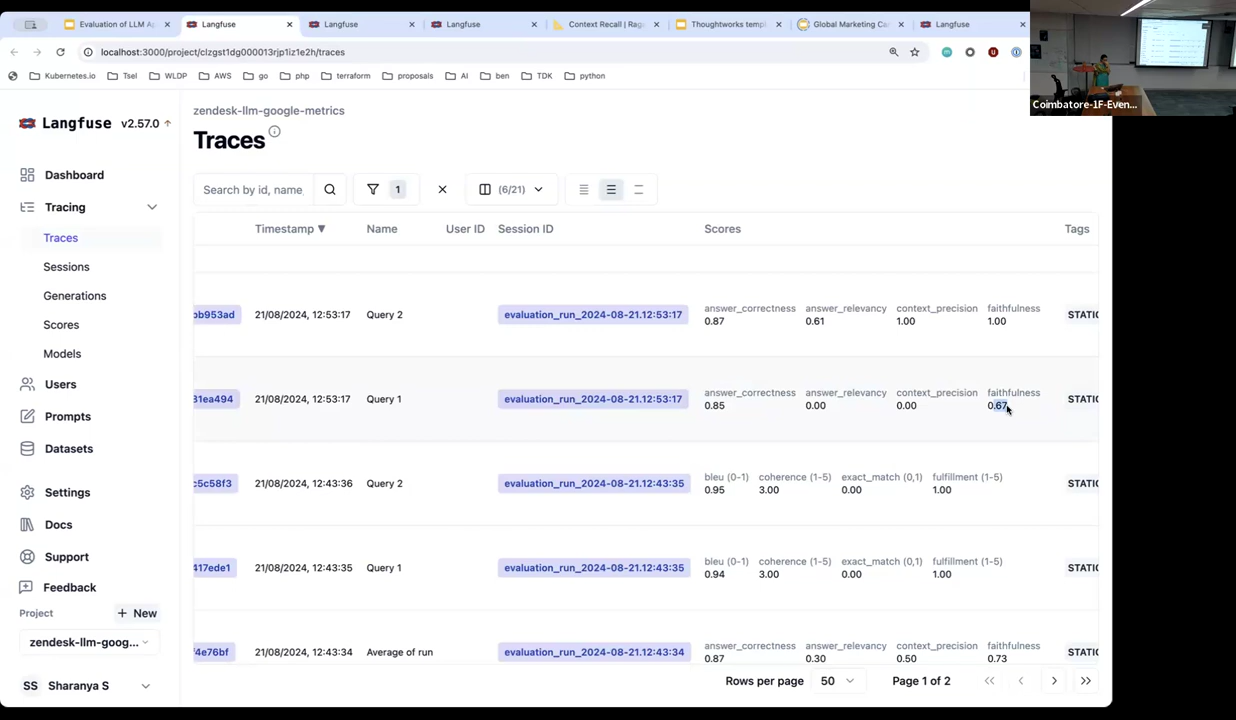 Evaluation of LLM A
Langfuse
Langfuse
Langfuse
Context Recall | Raga
Thoughtworks templ
Global Marketing Ca
Langfuse
localhost:3000/project/clzgst1dg000013rjp1iz1e2h/traces
Kubernetes.io
Tsel
WLDP
AWS
go
php
terraform
proposals
AI
ben
TDK
python
Coimbatore-1F-Even...
Langfuse v2.57.0
Dashboard
Tracing
Traces
Sessions
Generations
Scores
Models
Users
Prompts
Datasets
Settings
Docs
Support
Feedback
Project + New
zendesk-llm-goog...
SS Sharanya S
zendesk-llm-google-metrics
Traces
Search by id, name,
1
(6/21)
Timestamp ▼ Name User ID Session ID Scores Tags
bb953ad 21/08/2024, 12:53:17 Query 2 evaluation_run_2024-08-21.12:53:17 answer_correctness answer_relevancy context_precision faithfulness STATIC
0.87 0.61 1.00 1.00
81ea494 21/08/2024, 12:53:17 Query 1 evaluation_run_2024-08-21.12:53:17 answer_correctness answer_relevancy context_precision faithfulness STATIC
0.85 0.00 0.00 0.67
c5c58f3 21/08/2024, 12:43:36 Query 2 evaluation_run_2024-08-21.12:43:35 bleu (0-1) coherence (1-5) exact_match (0,1) fulfillment (1-5) STATIC
0.95 3.00 0.00 1.00
417ede1 21/08/2024, 12:43:35 Query 1 evaluation_run_2024-08-21.12:43:35 bleu (0-1) coherence (1-5) exact_match (0,1) fulfillment (1-5) STATIC
0.94 3.00 0.00 1.00
f4e76bf 21/08/2024, 12:43:34 Average of run evaluation_run_2024-08-21.12:43:34 answer_correctness answer_relevancy context_precision faithfulness STATIC
0.87 0.30 0.50 0.73
Rows per page 50 Page 1 of 2